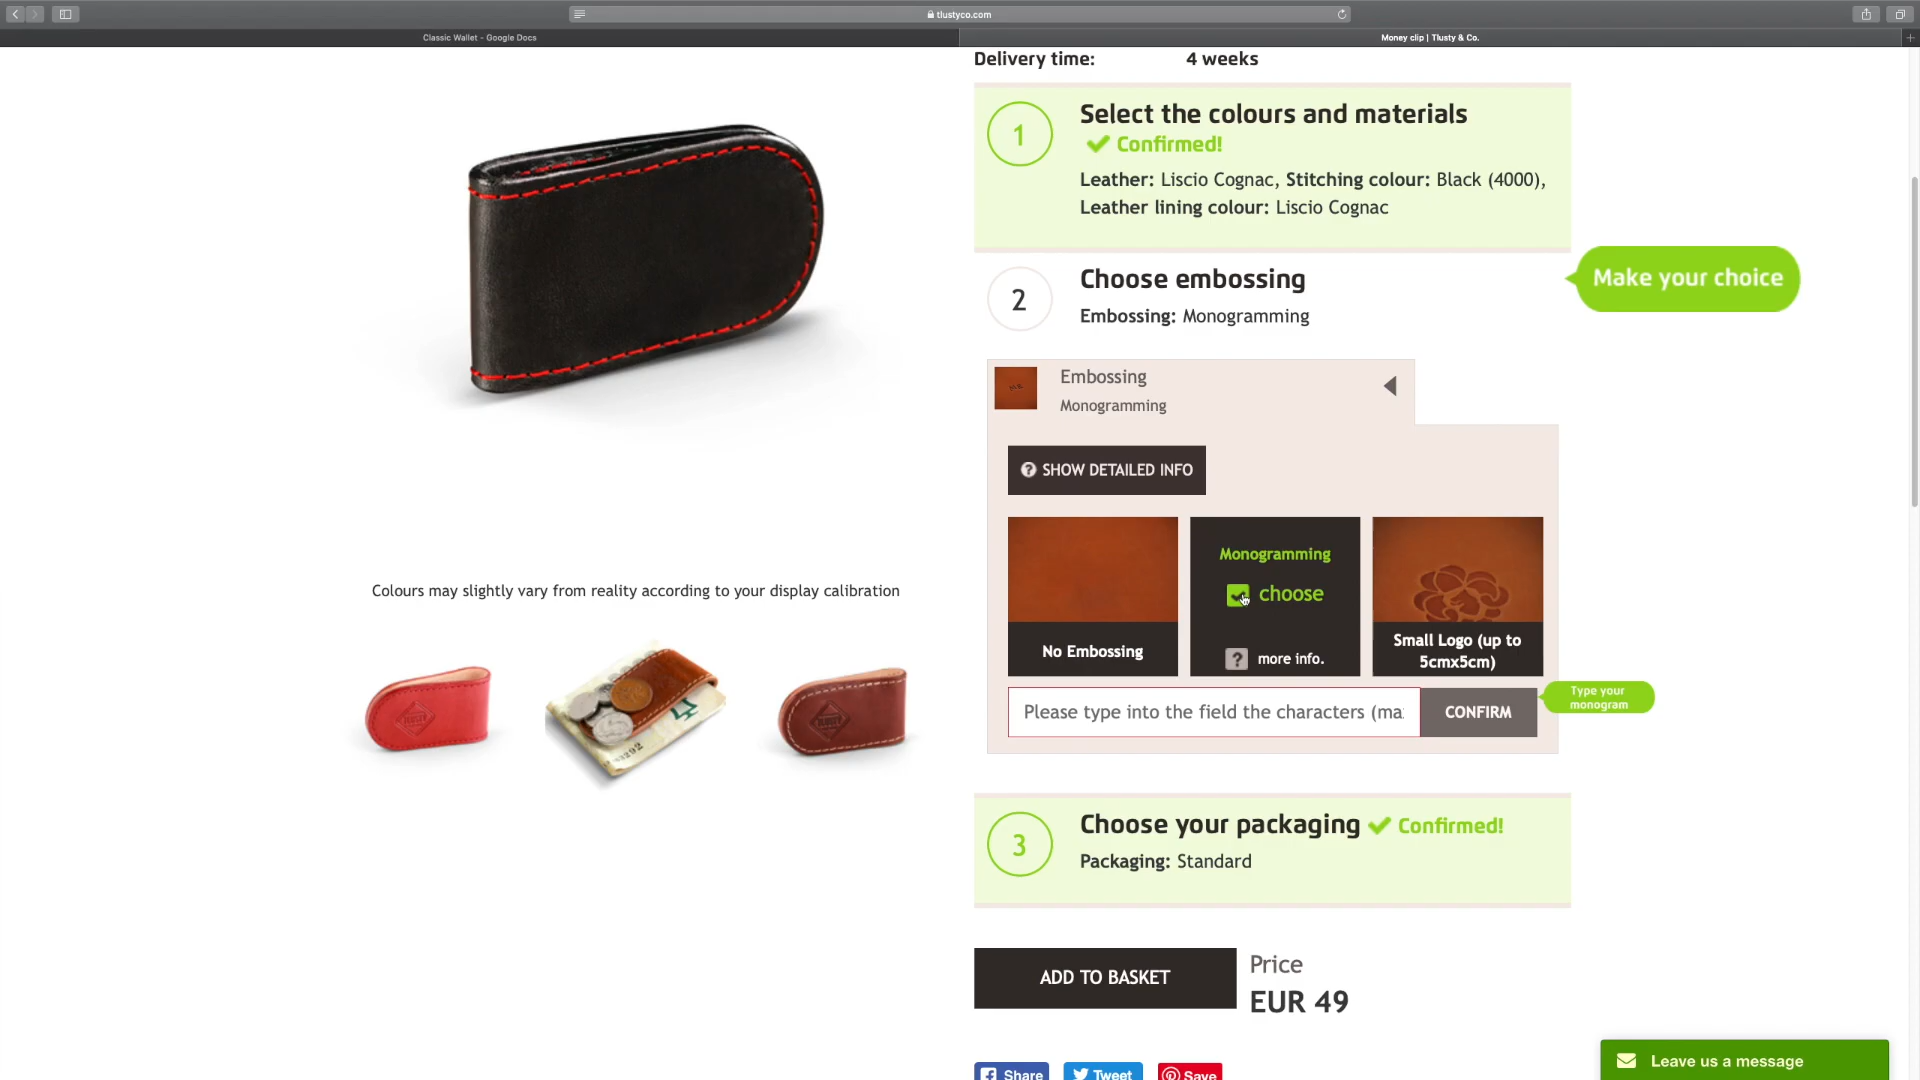 tlustyco.com
Classic Wallet - Google Docs
Money clip | Tlusty & Co.
Delivery time: 4 weeks
1
Select the colours and materials
Confirmed!
Leather: Liscio Cognac, Stitching colour: Black (4000),
Leather lining colour: Liscio Cognac
2
Choose embossing
Embossing: Monogramming
Make your choice
Embossing
Monogramming
? SHOW DETAILED INFO
No Embossing
Monogramming
choose
? more info.
Small Logo (up to
5cmx5cm)
Please type into the field the characters (ma
CONFIRM
Type your
monogram
Colours may slightly vary from reality according to your display calibration
TLUSTY
TLUSTY
3
Choose your packaging Confirmed!
Packaging: Standard
ADD TO BASKET
Price
EUR 49
Share
Tweet
Save
Leave us a message